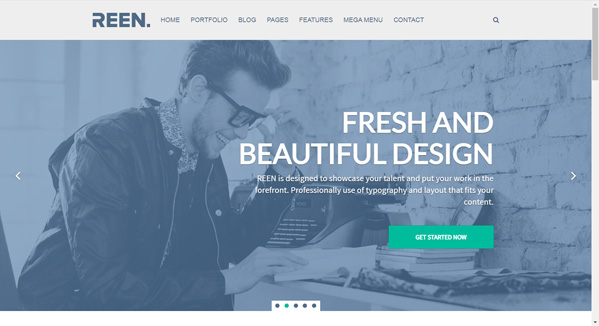 REEN.
HOME PORTFOLIO BLOG PAGES FEATURES MEGA MENU CONTACT
FRESH AND
BEAUTIFUL DESIGN
REEN is designed to showcase your talent and put your work in the
forefront. Professionally use of typography and layout that fits your
content.
GET STARTED NOW